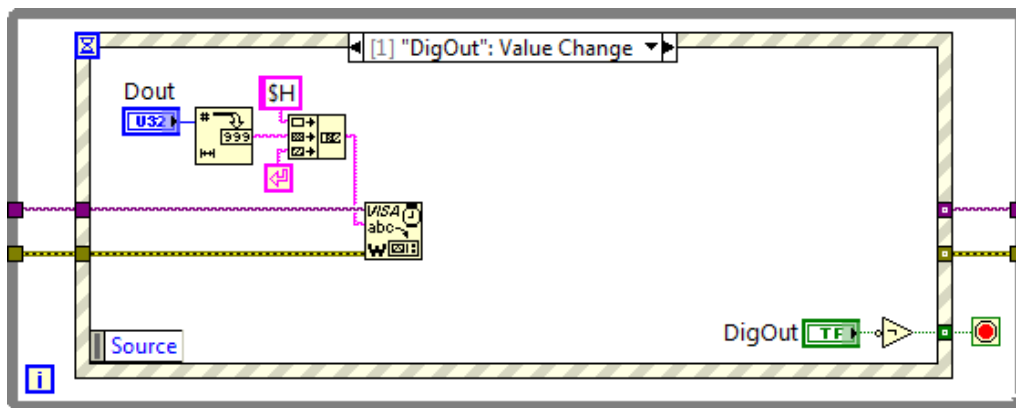 [1] "DigOut": Value Change
Dout
$H
U32
#
999
VISA
abc
W
DigOut
TF
Source
i